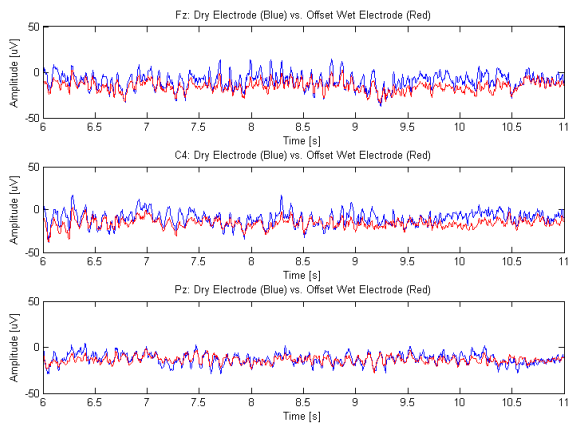 Fz: Dry Electrode (Blue) vs. Offset Wet Electrode (Red)
50
0
-50
Amplitude [uV]
6 6.5 7 7.5 8 8.5 9 9.5 10 10.5 11
Time [s]
C4: Dry Electrode (Blue) vs. Offset Wet Electrode (Red)
50
0
-50
Amplitude [uV]
6 6.5 7 7.5 8 8.5 9 9.5 10 10.5 11
Time [s]
Pz: Dry Electrode (Blue) vs. Offset Wet Electrode (Red)
50
0
-50
Amplitude [uV]
6 6.5 7 7.5 8 8.5 9 9.5 10 10.5 11
Time [s]